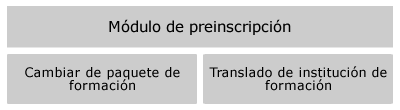 Módulo de preinscripción
Cambiar de paquete de
formación
Translado de institución de
formación